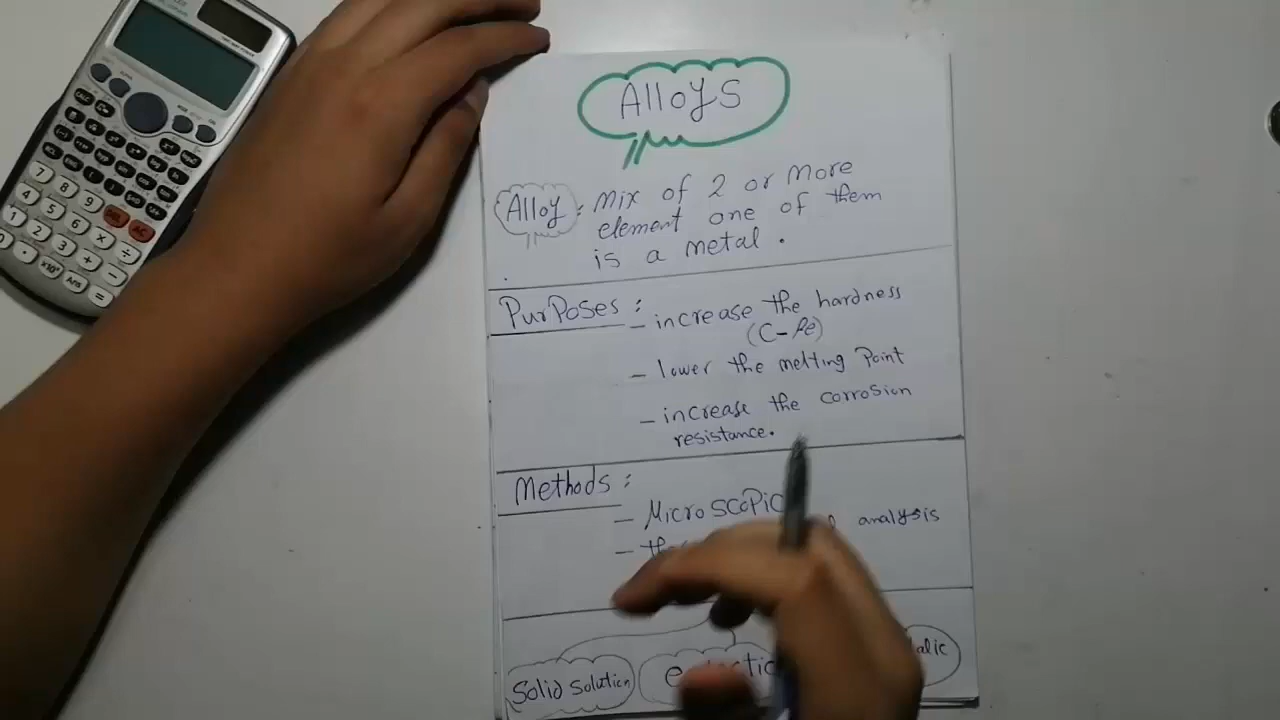 Alloys
Alloy: Mix of 2 or More
element one of them
is a metal.
Purposes:
- increase the hardness
(C-Fe)
- lower the melting Point
- increase the corrosion
resistance.
Methods:
- Microscopic
analysis
-
Solid Solution